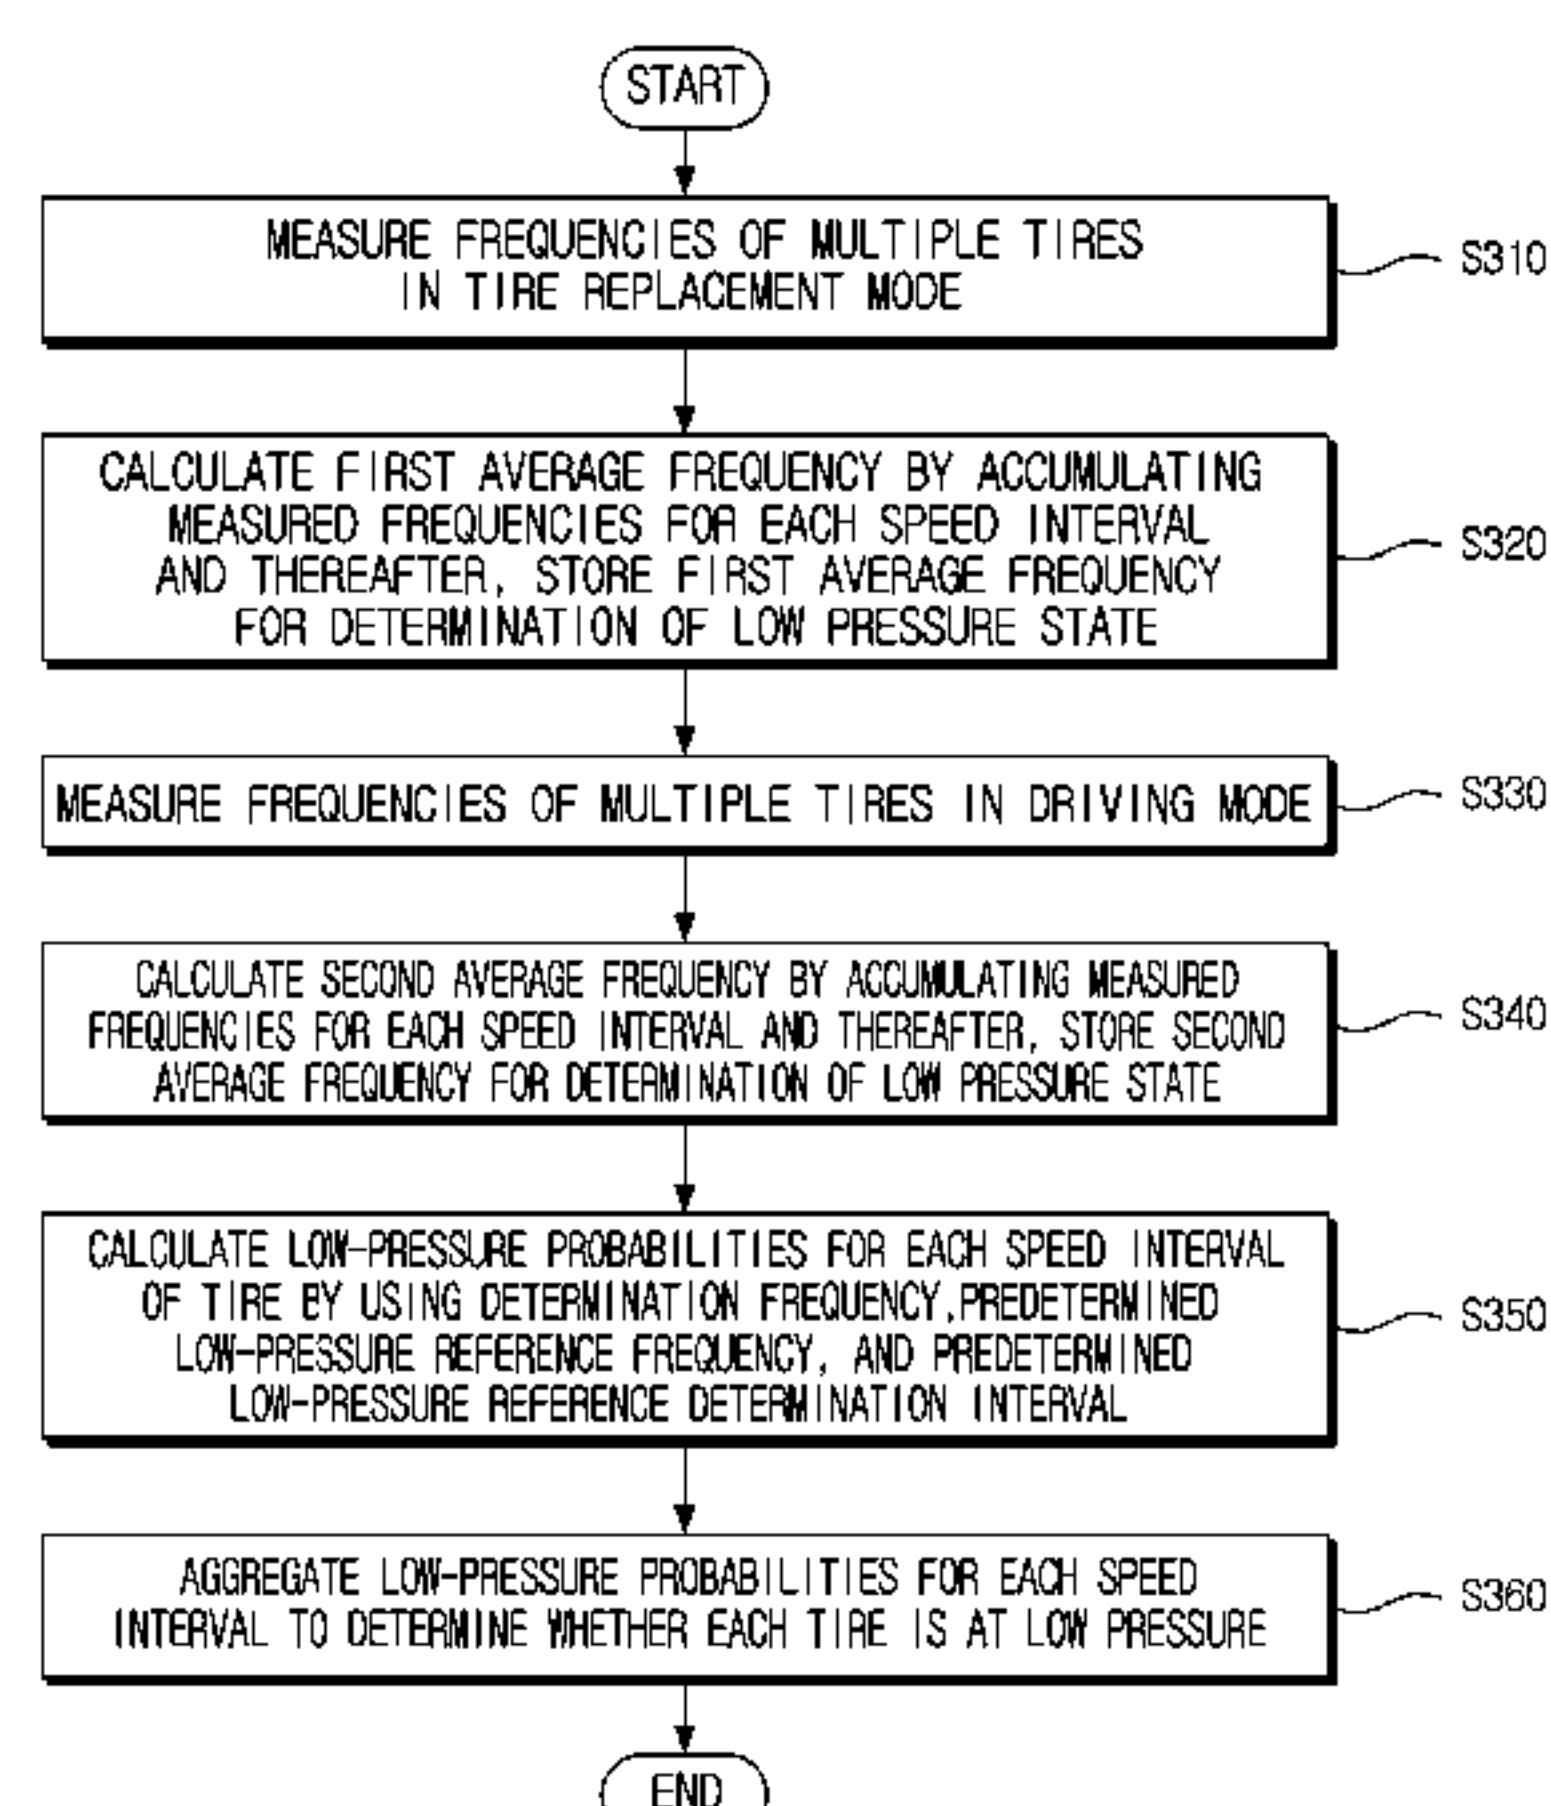 START
MEASURE FREQUENCIES OF MULTIPLE TIRES
IN TIRE REPLACEMENT MODE
S310
CALCULATE FIRST AVERAGE FREQUENCY BY ACCUMULATING
MEASURED FREQUENCIES FOR EACH SPEED INTERVAL
AND THEREAFTER, STORE FIRST AVERAGE FREQUENCY
FOR DETERMINATION OF LOW PRESSURE STATE
S320
MEASURE FREQUENCIES OF MULTIPLE TIRES IN DRIVING MODE
S330
CALCULATE SECOND AVERAGE FREQUENCY BY ACCUMULATING MEASURED
FREQUENCIES FOR EACH SPEED INTERVAL AND THEREAFTER, STORE SECOND
AVERAGE FREQUENCY FOR DETERMINATION OF LOW PRESSURE STATE
S340
CALCULATE LOW-PRESSURE PROBABILITIES FOR EACH SPEED INTERVAL
OF TIRE BY USING DETERMINATION FREQUENCY,PREDETERMINED
LOW-PRESSURE REFERENCE FREQUENCY, AND PREDETERMINED
LOW-PRESSURE REFERENCE DETERMINATION INTERVAL
S350
AGGREGATE LOW-PRESSURE PROBABILITIES FOR EACH SPEED
INTERVAL TO DETERMINE WHETHER EACH TIRE IS AT LOW PRESSURE
S360
END